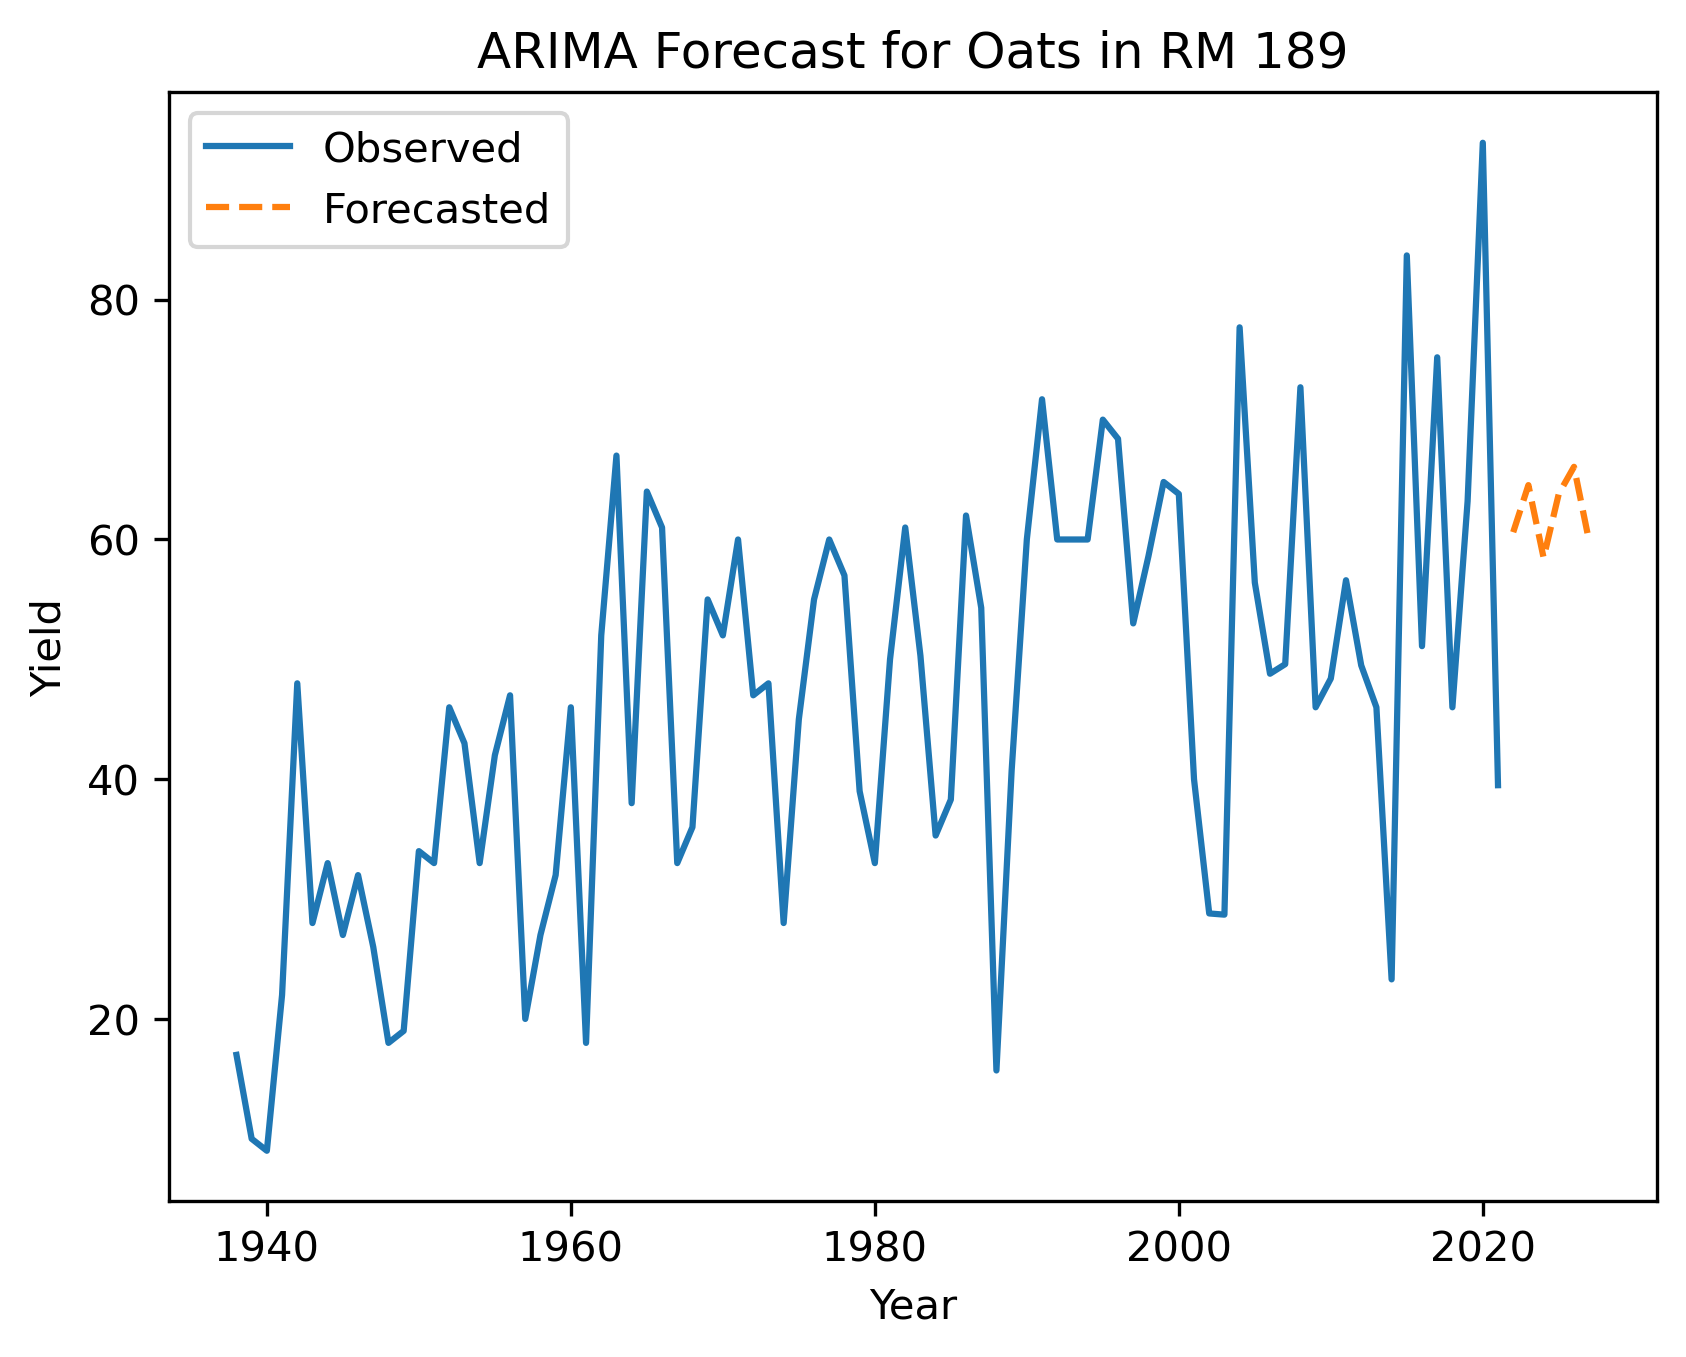 ARIMA Forecast for Oats in RM 189
Observed
Forecasted
80
60
40
20
Yield
1940 1960 1980 2000 2020
Year